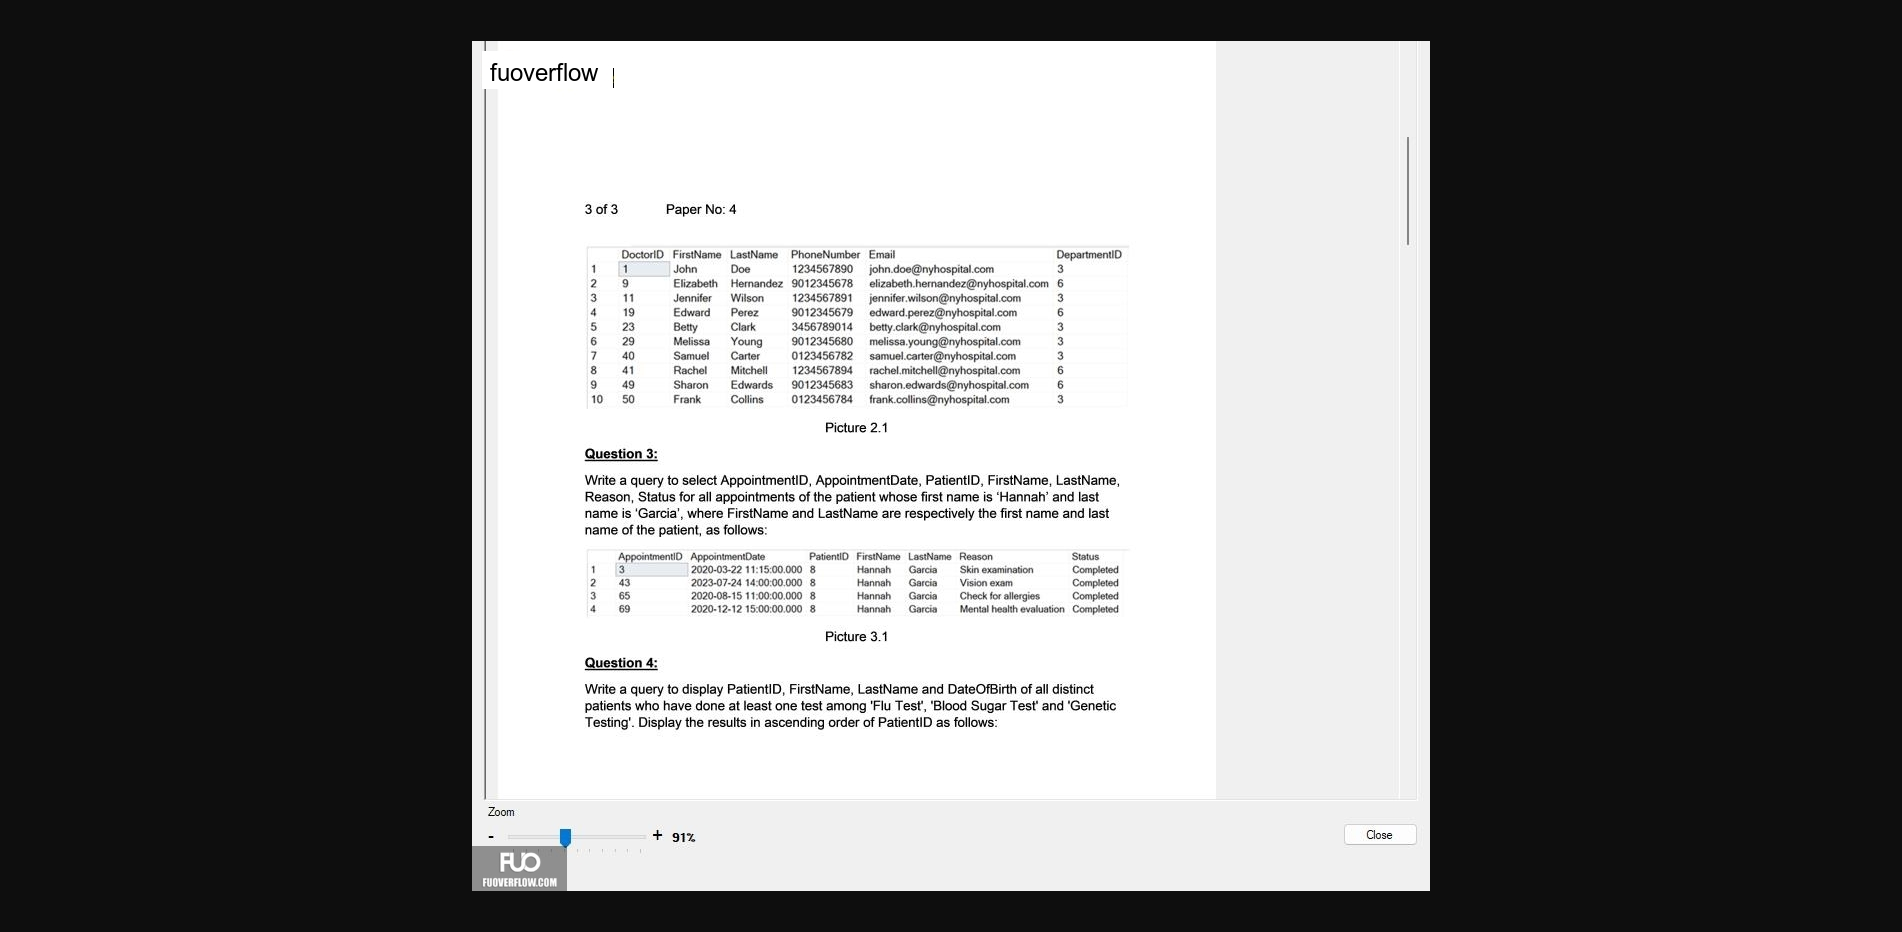 fuoverflow
3 of 3 Paper No: 4
DoctorID FirstName LastName PhoneNumber Email DepartmentID
1 1 John Doe 1234567890 john.doe@nyhospital.com 3
2 9 Elizabeth Hernandez 9012345678 elizabeth.hernandez@nyhospital.com 6
3 11 Jennifer Wilson 1234567891 jennifer.wilson@nyhospital.com 3
4 19 Edward Perez 9012345679 edward.perez@nyhospital.com 6
5 23 Betty Clark 3456789014 betty.clark@nyhospital.com 3
6 29 Melissa Young 9012345680 melissa.young@nyhospital.com 3
7 40 Samuel Carter 0123456782 samuel.carter@nyhospital.com 3
8 41 Rachel Mitchell 1234567894 rachel.mitchell@nyhospital.com 6
9 49 Sharon Edwards 9012345683 sharon.edwards@nyhospital.com 6
10 50 Frank Collins 0123456784 frank.collins@nyhospital.com 3
Picture 2.1
Question 3:
Write a query to select AppointmentID, AppointmentDate, PatientID, FirstName, LastName,
Reason, Status for all appointments of the patient whose first name is ‘Hannah’ and last
name is ‘Garcia’, where FirstName and LastName are respectively the first name and last
name of the patient, as follows:
AppointmentID AppointmentDate PatientID FirstName LastName Reason Status
1 3 2020-03-22 11:15:00.000 8 Hannah Garcia Skin examination Completed
2 43 2023-07-24 14:00:00.000 8 Hannah Garcia Vision exam Completed
3 65 2020-08-15 11:00:00.000 8 Hannah Garcia Check for allergies Completed
4 69 2020-12-12 15:00:00.000 8 Hannah Garcia Mental health evaluation Completed
Picture 3.1
Question 4:
Write a query to display PatientID, FirstName, LastName and DateOfBirth of all distinct
patients who have done at least one test among 'Flu Test', 'Blood Sugar Test' and 'Genetic
Testing'. Display the results in ascending order of PatientID as follows:
Zoom
- + 91%
Close
FUO
FUOVERFLOW.COM